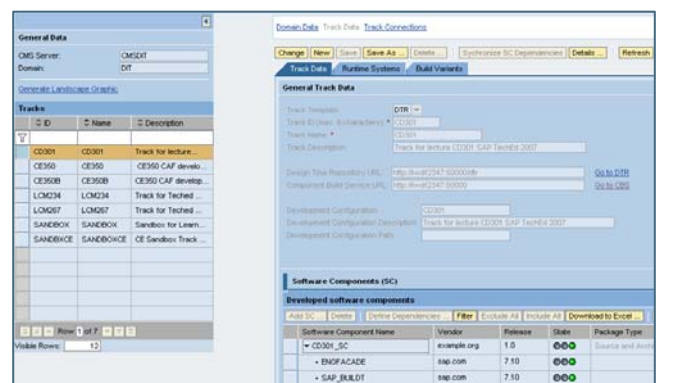 General Data
CMS Server: CMSDIT
Domain: DIT
Generate Landscape Graphic
Tracks
ID Name Description
CD301 CD301 Track for lecture...
CE350 CE350 CE350 CAF develo...
CE350B CE350B CE350 CAF develop...
LCM234 LCM234 Track for Teched ...
LCM267 LCM267 Track for Teched ...
SANDBOX SANDBOX Sandbox for Learn...
SANDBXCE SANDBOXCE CE Sandbox Track ...
Row 1 of 7
Visible Rows: 12
Domain Data Track Data Track Connections
Change New Save Save As ... Delete ... Synchronize SC Dependencies Details ... Refresh
Track Data Runtime Systems Build Variants
General Track Data
Track Template: DTR
Track ID (max. 8 characters): * CD301
Track Name: * CD301
Track Description: Track for lecture CD301 SAP TechEd 2007
Design Time Repository URL: Go to DTR
Component Build Service URL: Go to CBS
Development Configuration: CD301
Development Configuration Description: Track for lecture CD301 SAP TechEd 2007
Development Configuration Path:
Software Components (SC)
Developed software components
Add SC ... Delete Define Dependencies ... Filter Exclude All Include All Download to Excel ...
Software Component Name Vendor Release State Package Type
CD301_SC example.org 1.0 Source and Archi
ENGFACADE sap.com 7.10
SAP_BUILDT sap.com 7.10